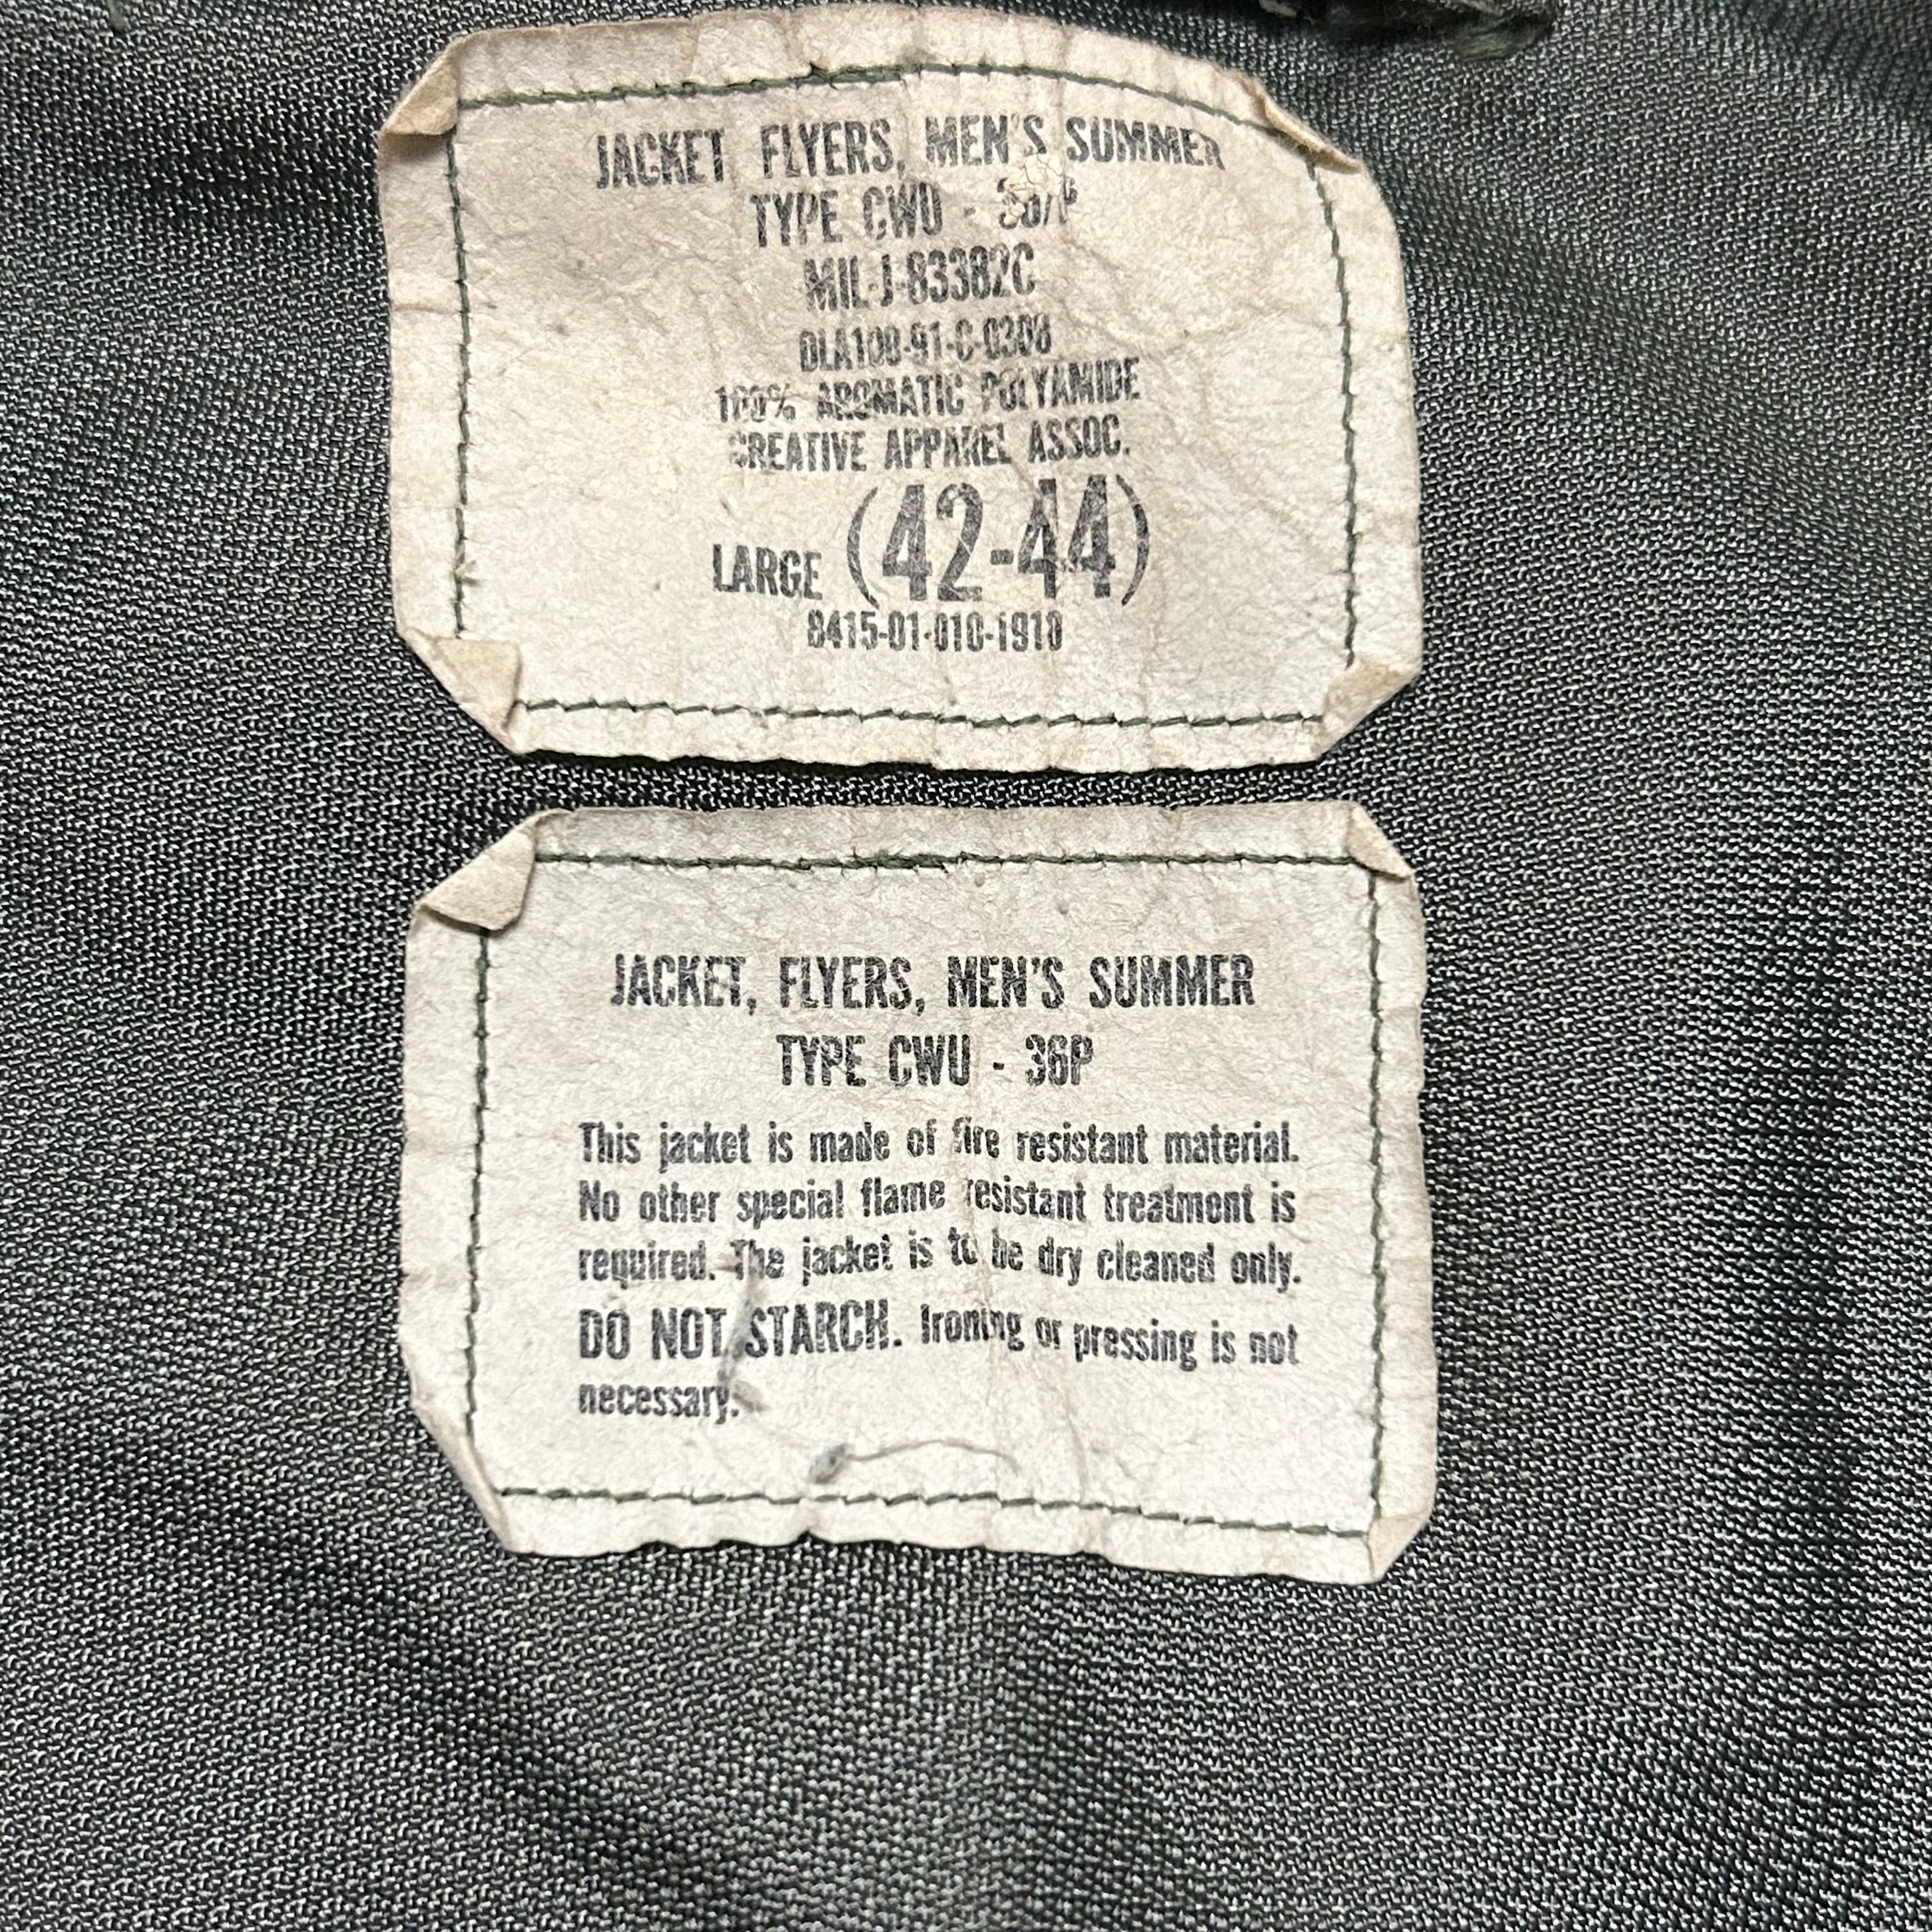 JACKET FLYERS, MEN'S SUMMER
TYPE CWU - 36/P
MIL-J-83382C
DLA100-91-C-0308
100% AROMATIC POLYAMIDE
CREATIVE APPAREL ASSOC.
LARGE (42-44)
8415-01-010-1910
JACKET, FLYERS, MEN'S SUMMER
TYPE CWU - 36P
This jacket is made of fire resistant material.
No other special flame resistant treatment is
required. The jacket is to be dry cleaned only.
DO NOT STARCH. Ironing or pressing is not
necessary.